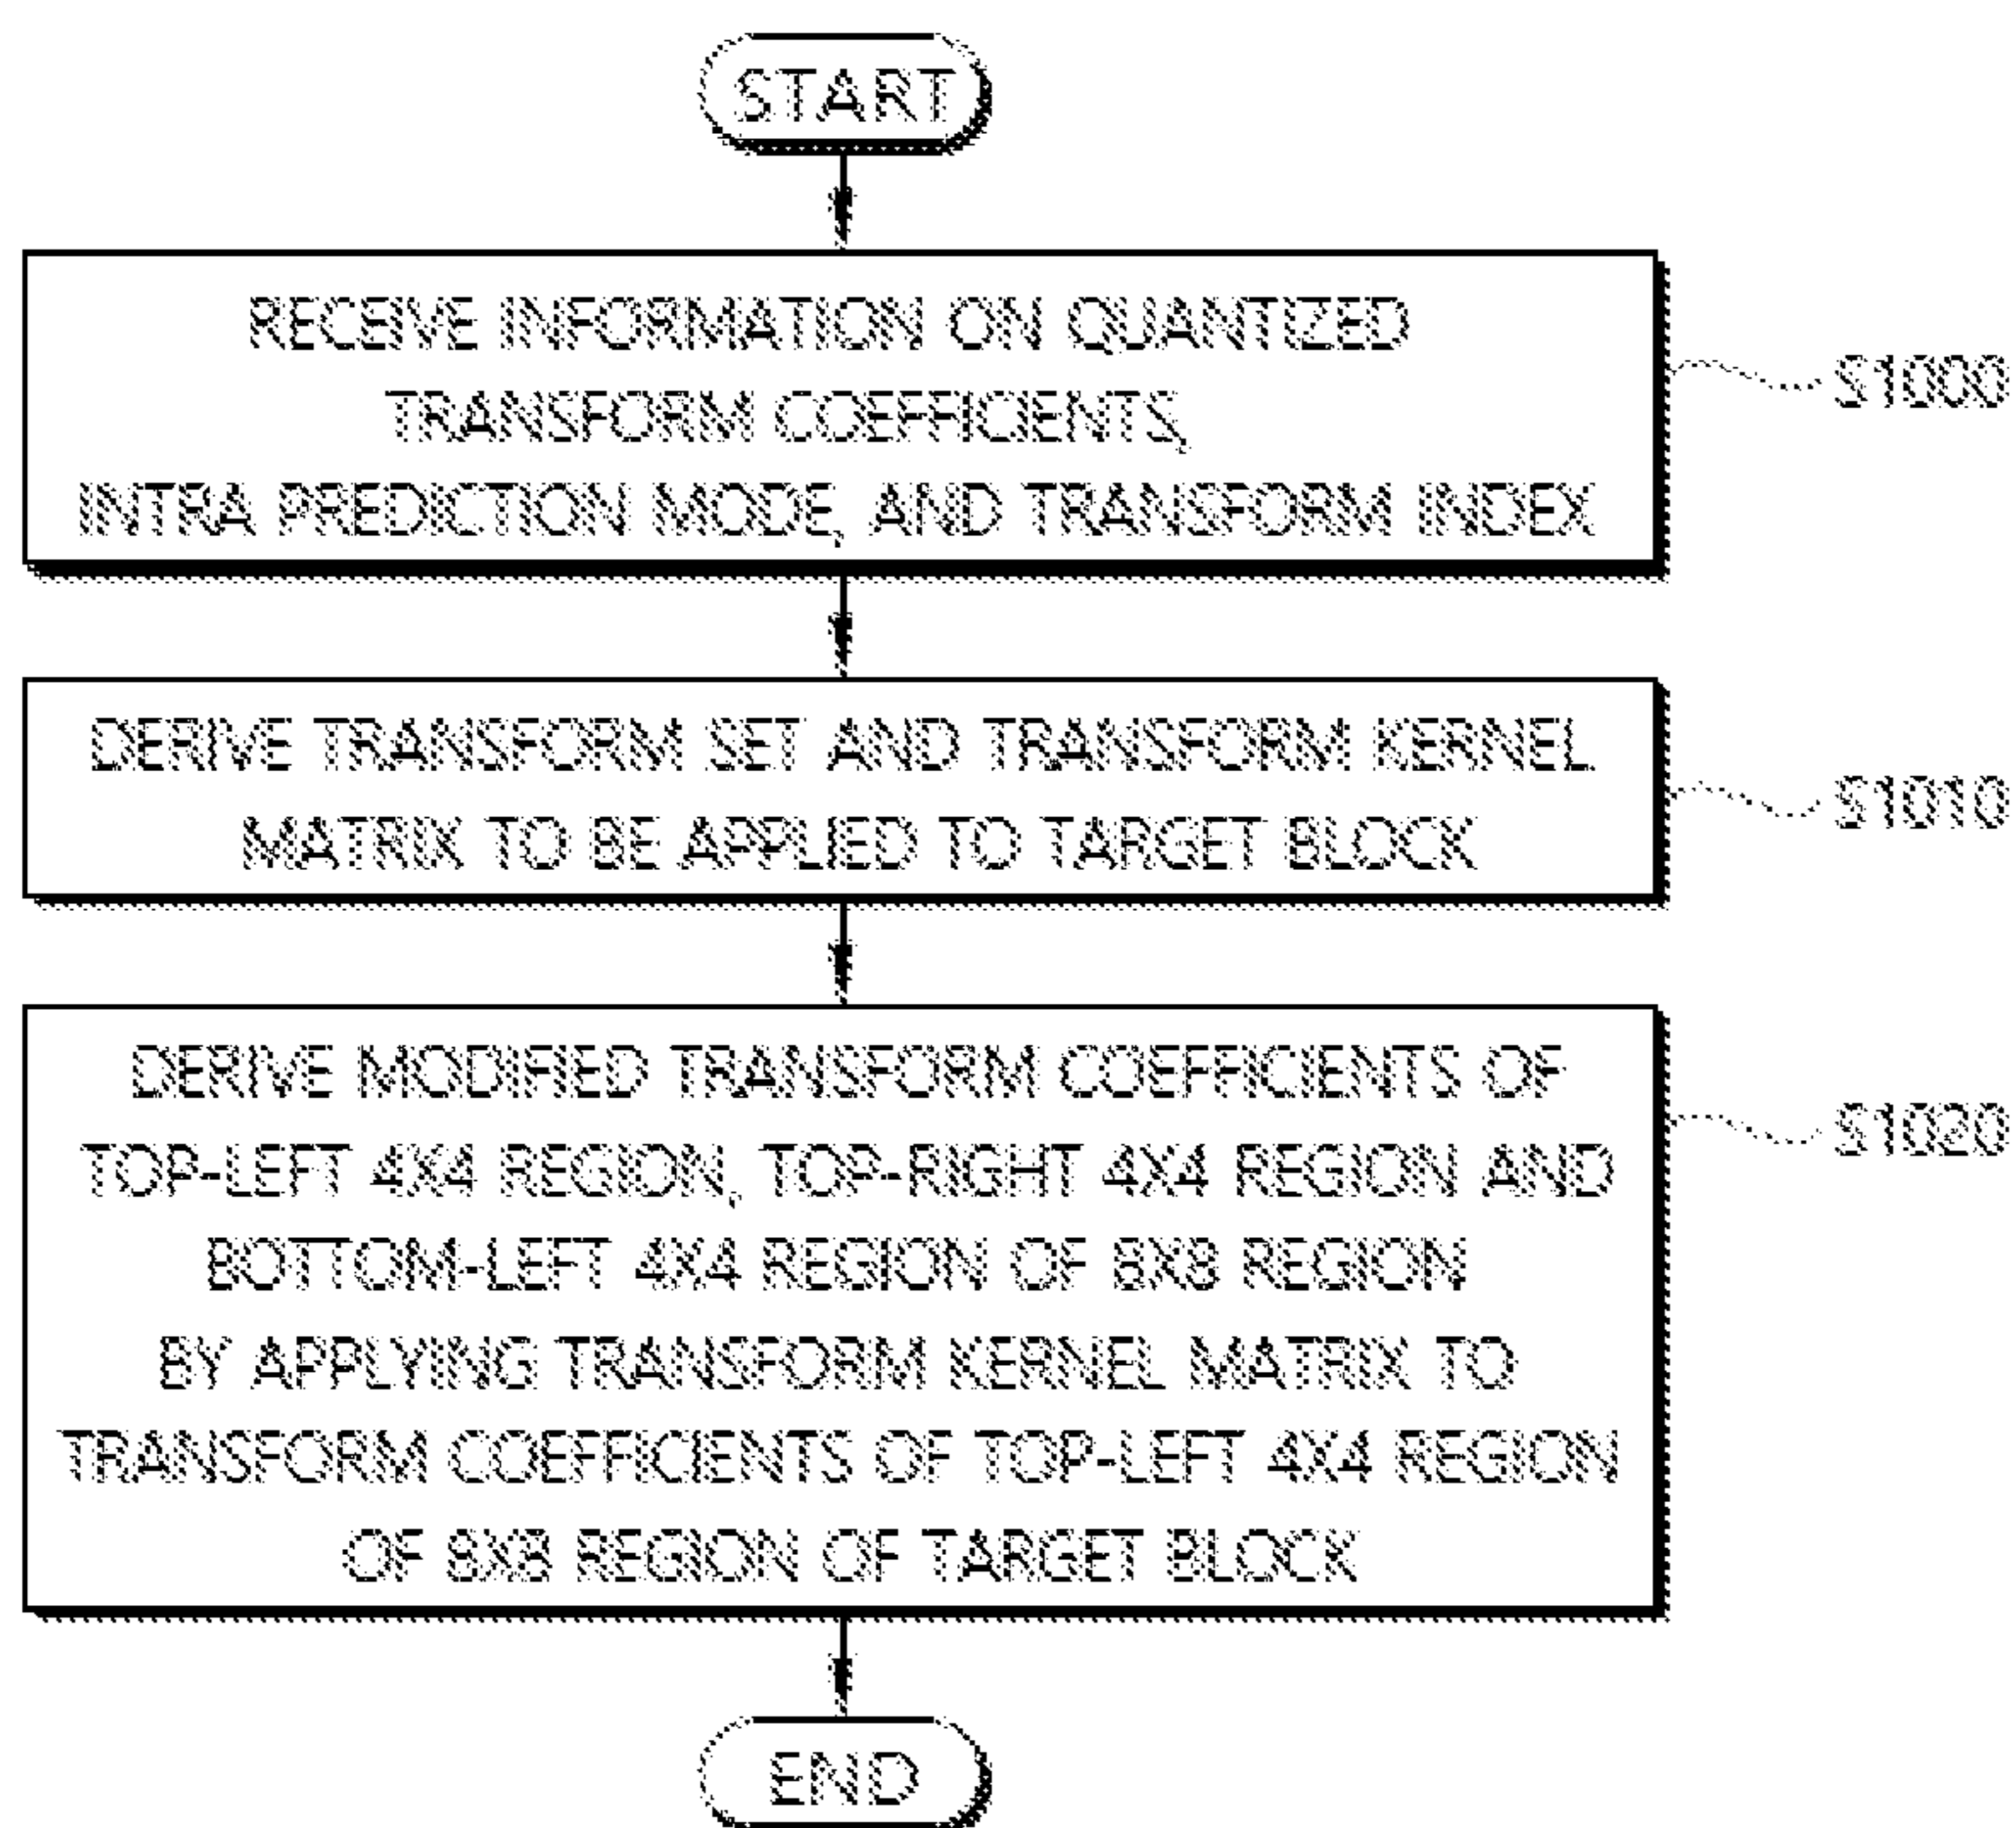 START
RECEIVE INFORMATION ON QUANTIZED
TRANSFORM COEFFICIENTS,
INTRA PREDICTION MODE, AND TRANSFORM INDEX
S1000
DERIVE TRANSFORM SET AND TRANSFORM KERNEL
MATRIX TO BE APPLIED TO TARGET BLOCK
S1010
DERIVE MODIFIED TRANSFORM COEFFICIENTS OF
TOP-LEFT 4X4 REGION, TOP-RIGHT 4X4 REGION AND
BOTTOM-LEFT 4X4 REGION OF 8X8 REGION
BY APPLYING TRANSFORM KERNEL MATRIX TO
TRANSFORM COEFFICIENTS OF TOP-LEFT 4X4 REGION
OF 8X8 REGION OF TARGET BLOCK
S1020
END